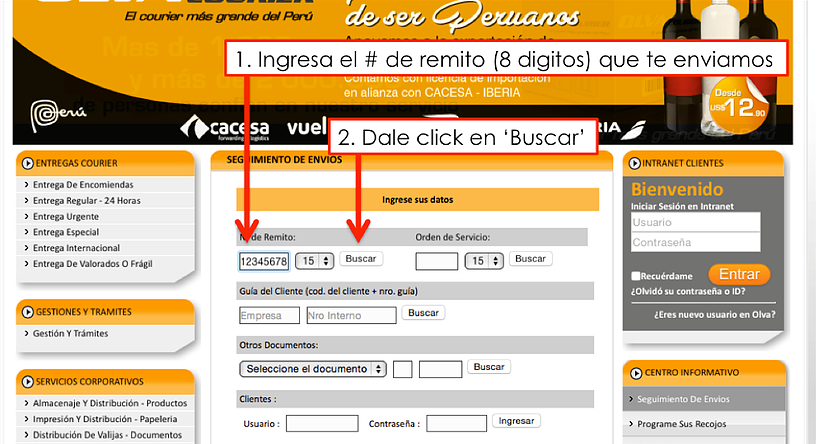 El courier más grande del Perú
de ser Peruanos
1. Ingresa el # de remito (8 digitos) que te enviamos
Contamos con licencia de importación
en alianza con CACESA - IBERIA
Desde
US$12.90
Perú
cacesa
forwarding logistics
vuel
2. Dale click en ‘Buscar’
ENTREGAS COURIER
Entrega De Encomiendas
Entrega Regular - 24 Horas
Entrega Urgente
Entrega Especial
Entrega Internacional
Entrega De Valorados O Frágil
GESTIONES Y TRAMITES
Gestión Y Trámites
SERVICIOS CORPORATIVOS
Almacenaje Y Distribución - Productos
Impresión Y Distribución - Papeleria
Distribución De Valijas - Documentos
SEGUIMIENTO DE ENVIOS
Ingrese sus datos
de Remito:
Orden de Servicio:
12345678
15
Buscar
15
Buscar
Guía del Cliente (cod. del cliente + nro. guía)
Empresa
Nro Interno
Buscar
Otros Documentos:
Seleccione el documento
Buscar
Clientes :
Usuario :
Contraseña :
Ingresar
INTRANET CLIENTES
Bienvenido
Iniciar Sesión en Intranet
Usuario
Contraseña
Recuérdame
Entrar
¿Olvidó su contraseña o ID?
¿Eres nuevo usuario en Olva?
CENTRO INFORMATIVO
Seguimiento De Envios
Programe Sus Recojos